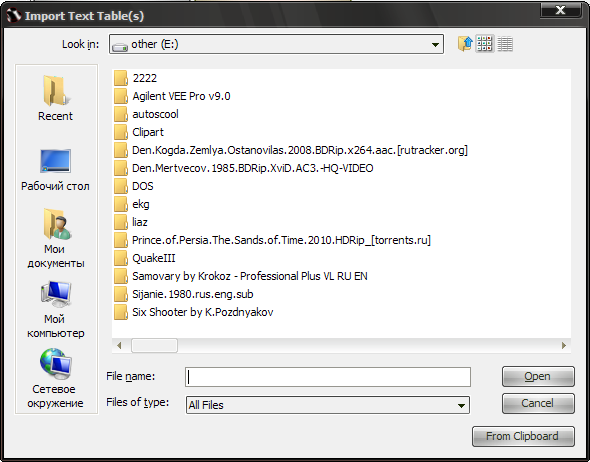 Import Text Table(s)
Look in:
other (E:)
Recent
Рабочий стол
Мои
документы
Мой
компьютер
Сетевое
окружение
2222
Agilent VEE Pro v9.0
autoscool
Clipart
Den.Kogda.Zemlya.Ostanovilas.2008.BDRip.x264.aac.[rutracker.org]
Den.Mertvecov.1985.BDRip.XviD.AC3.-HQ-VIDEO
DOS
ekg
liaz
Prince.of.Persia.The.Sands.of.Time.2010.HDRip_[torrents.ru]
QuakeIII
Samovary by Krokoz - Professional Plus VL RU EN
Sijanie.1980.rus.eng.sub
Six Shooter by K.Pozdnyakov
File name:
Open
Files of type:
All Files
Cancel
From Clipboard